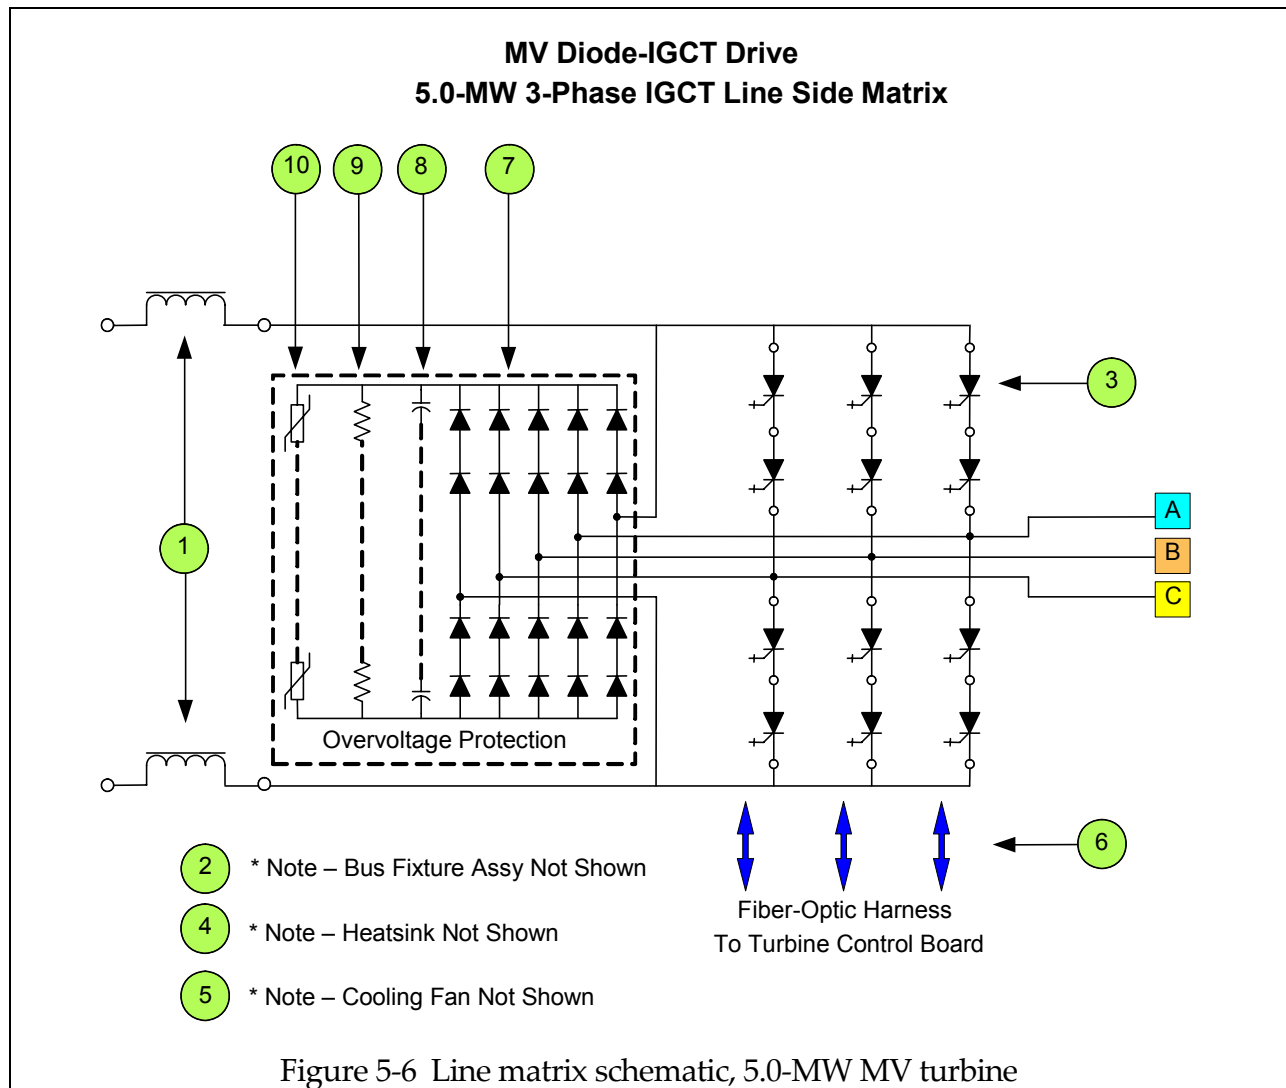 MV Diode-IGCT Drive
5.0-MW 3-Phase IGCT Line Side Matrix
10
9
8
7
3
1
A
B
C
Overvoltage Protection
6
2 * Note – Bus Fixture Assy Not Shown
4 * Note – Heatsink Not Shown
5 * Note – Cooling Fan Not Shown
Fiber-Optic Harness
To Turbine Control Board
Figure 5-6 Line matrix schematic, 5.0-MW MV turbine